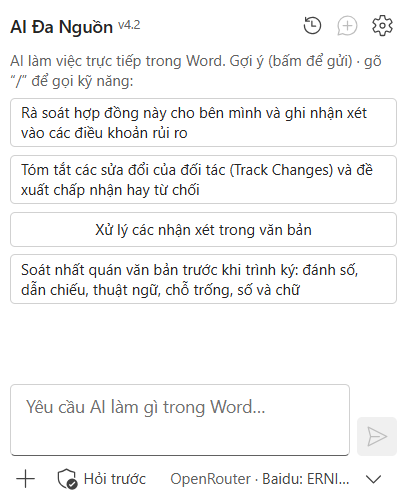 AI Đa Nguồn v4.2
AI làm việc trực tiếp trong Word. Gợi ý (bấm để gửi) · gõ
“/” để gọi kỹ năng:
Rà soát hợp đồng này cho bên mình và ghi nhận xét
vào các điều khoản rủi ro
Tóm tắt các sửa đổi của đối tác (Track Changes) và đề
xuất chấp nhận hay từ chối
Xử lý các nhận xét trong văn bản
Soát nhất quán văn bản trước khi trình ký: đánh số,
dẫn chiếu, thuật ngữ, chỗ trống, số và chữ
Yêu cầu AI làm gì trong Word...
Hỏi trước OpenRouter · Baidu: ERNI...